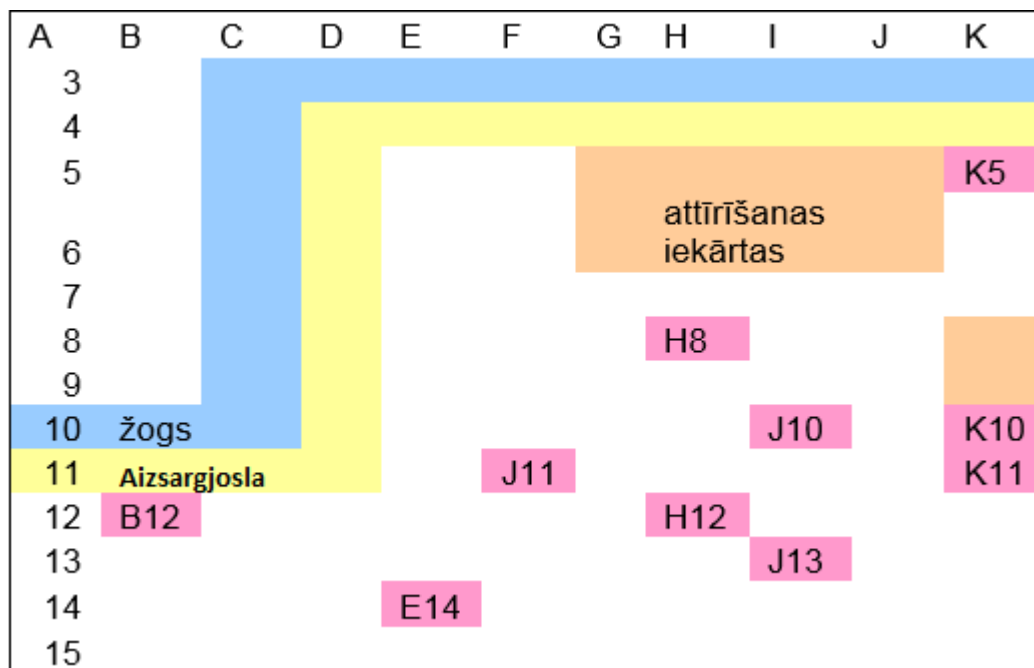 A B C D E F G H I J K
3
4
5 K5
attīrīšanas
6 iekārtas
7
8 H8
9
10 žogs J10 K10
11 Aizsargjosla J11 K11
12 B12 H12
13 J13
14 E14
15